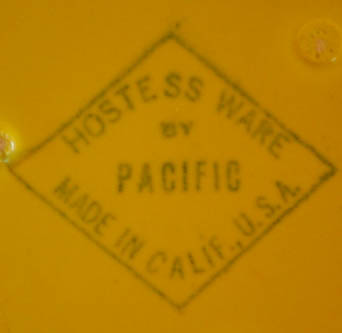 HOSTESS WARE
BY
PACIFIC
MADE IN CALIF., U.S.A.